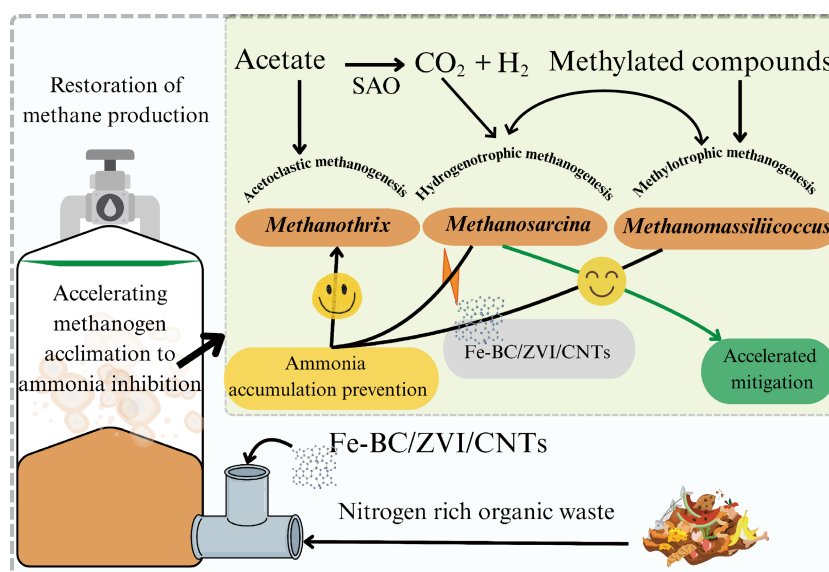 Restoration of
methane production
Acetate
SAO
CO₂ + H₂
Methylated compounds
Acetoclastic methanogenesis
Hydrogenotrophic methanogenesis
Methylotrophic methanogenesis
Methanothrix
Methanosarcina
Methanomassiliicoccus
Accelerating
methanogen
acclimation to
ammonia inhibition
Ammonia
accumulation prevention
Fe-BC/ZVI/CNTs
Accelerated
mitigation
Fe-BC/ZVI/CNTs
Nitrogen rich organic waste